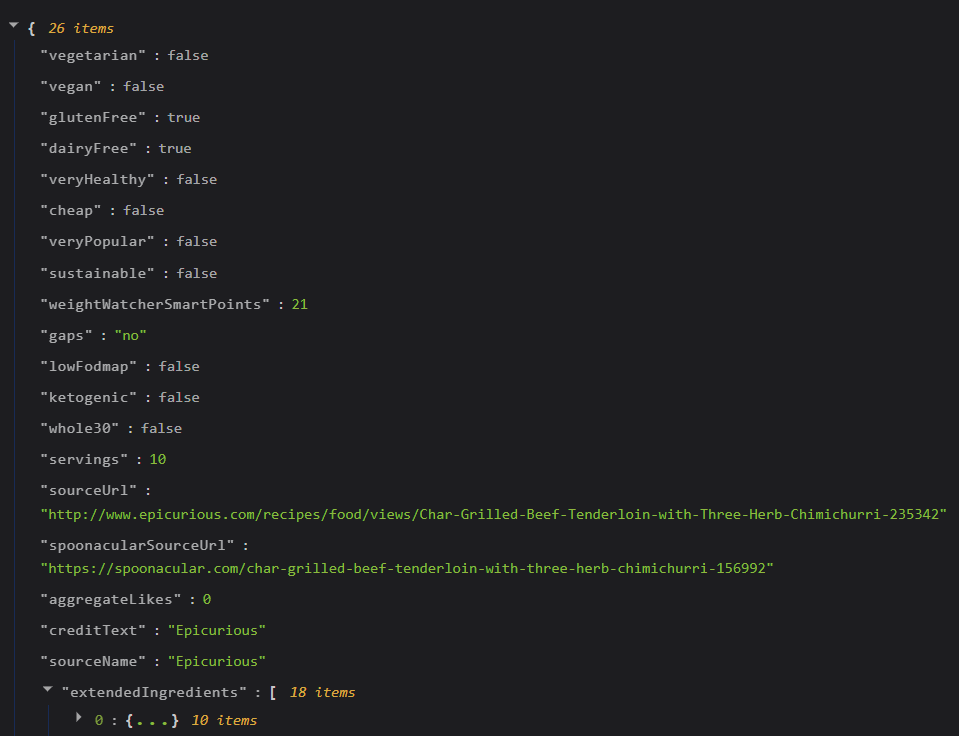 { 26 items
"vegetarian" : false
"vegan" : false
"glutenFree" : true
"dairyFree" : true
"veryHealthy" : false
"cheap" : false
"veryPopular" : false
"sustainable" : false
"weightWatcherSmartPoints" : 21
"gaps" : "no"
"lowFodmap" : false
"ketogenic" : false
"whole30" : false
"servings" : 10
"sourceUrl" :
"http://www.epicurious.com/recipes/food/views/Char-Grilled-Beef-Tenderloin-with-Three-Herb-Chimichurri-235342"
"spoonacularSourceUrl" :
"https://spoonacular.com/char-grilled-beef-tenderloin-with-three-herb-chimichurri-156992"
"aggregateLikes" : 0
"creditText" : "Epicurious"
"sourceName" : "Epicurious"
"extendedIngredients" : [ 18 items
0 : {...} 10 items